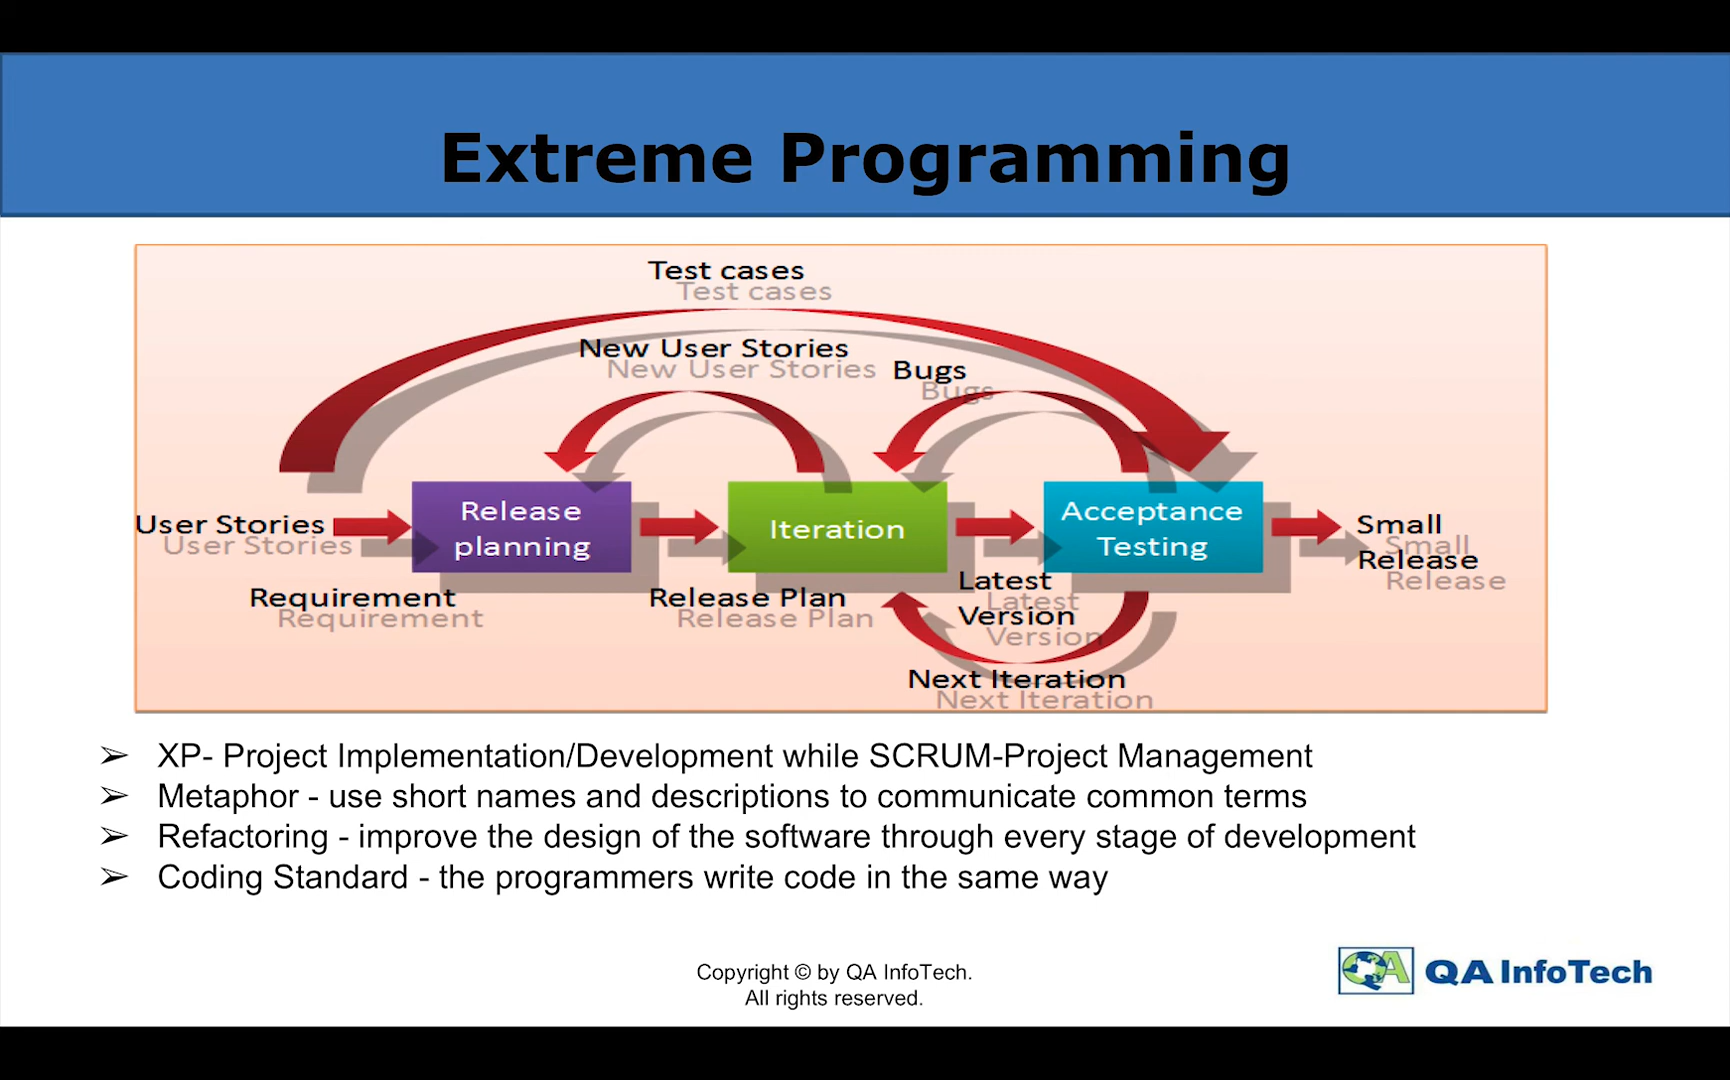 Extreme Programming
Test cases
New User Stories
Bugs
User Stories
Release
planning
Iteration
Acceptance
Testing
Small
Release
Requirement
Release Plan
Latest
Version
Next Iteration
➢ XP- Project Implementation/Development while SCRUM-Project Management
➢ Metaphor - use short names and descriptions to communicate common terms
➢ Refactoring - improve the design of the software through every stage of development
➢ Coding Standard - the programmers write code in the same way
Copyright © by QA InfoTech.
All rights reserved.
QA
QA InfoTech